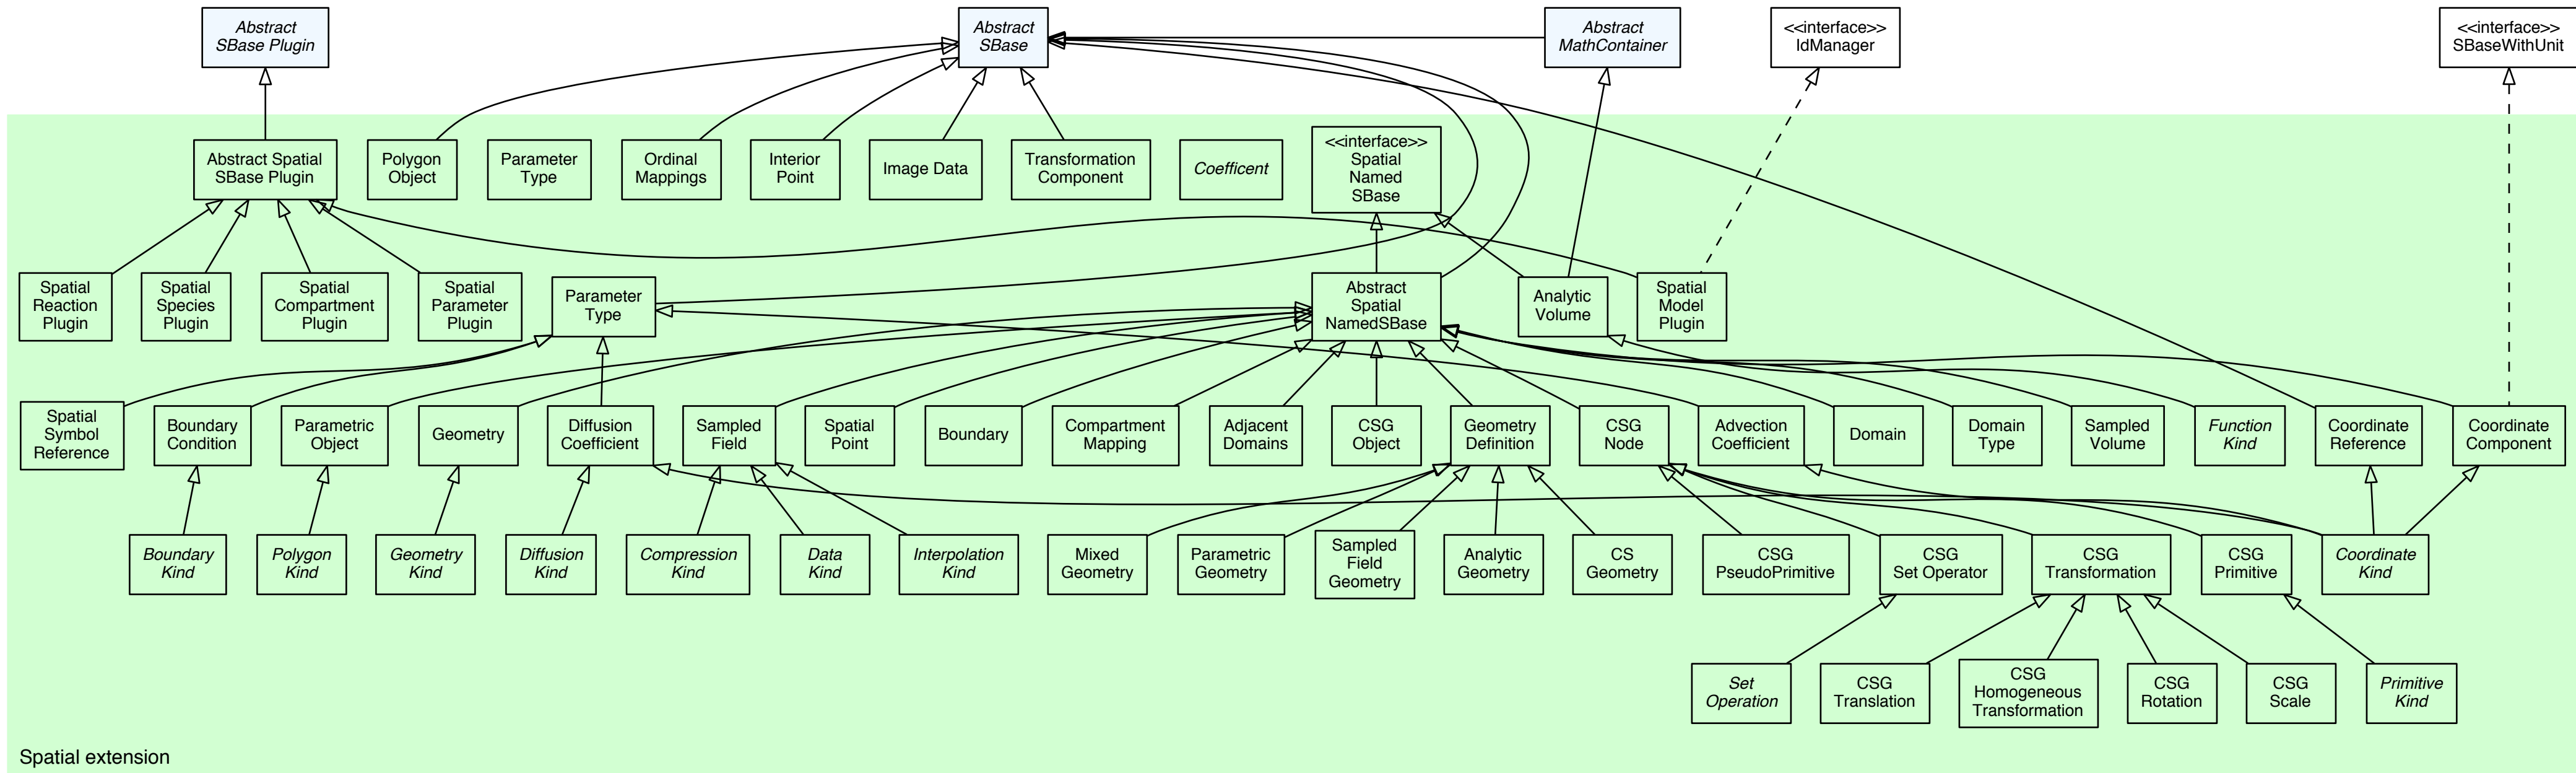 Abstract
SBase Plugin
Abstract
SBase
Abstract
MathContainer
<<interface>>
IdManager
<<interface>>
SBaseWithUnit
Abstract Spatial
SBase Plugin
Polygon
Object
Parameter
Type
Ordinal
Mappings
Interior
Point
Image Data
Transformation
Component
Coefficent
<<interface>>
Spatial
Named
SBase
Spatial
Reaction
Plugin
Spatial
Species
Plugin
Spatial
Compartment
Plugin
Spatial
Parameter
Plugin
Parameter
Type
Abstract
Spatial
NamedSBase
Analytic
Volume
Spatial
Model
Plugin
Spatial
Symbol
Reference
Boundary
Condition
Parametric
Object
Geometry
Diffusion
Coefficient
Sampled
Field
Spatial
Point
Boundary
Compartment
Mapping
Adjacent
Domains
CSG
Object
Geometry
Definition
CSG
Node
Advection
Coefficient
Domain
Domain
Type
Sampled
Volume
Function
Kind
Coordinate
Reference
Coordinate
Component
Boundary
Kind
Polygon
Kind
Geometry
Kind
Diffusion
Kind
Compression
Kind
Data
Kind
Interpolation
Kind
Mixed
Geometry
Parametric
Geometry
Sampled
Field
Geometry
Analytic
Geometry
CS
Geometry
CSG
PseudoPrimitive
CSG
Set Operator
CSG
Transformation
CSG
Primitive
Coordinate
Kind
Set
Operation
CSG
Translation
CSG
Homogeneous
Transformation
CSG
Rotation
CSG
Scale
Primitive
Kind
Spatial extension